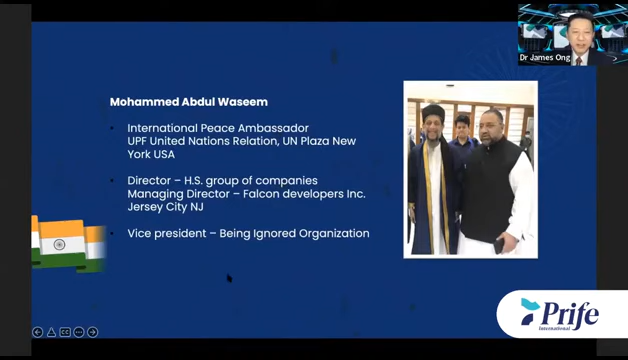 Dr James Ong
Mohammed Abdul Waseem
International Peace Ambassador
UPF United Nations Relation, UN Plaza New
York USA
Director – H.S. group of companies
Managing Director – Falcon developers Inc.
Jersey City NJ
Vice president – Being Ignored Organization
Prife
International
CC